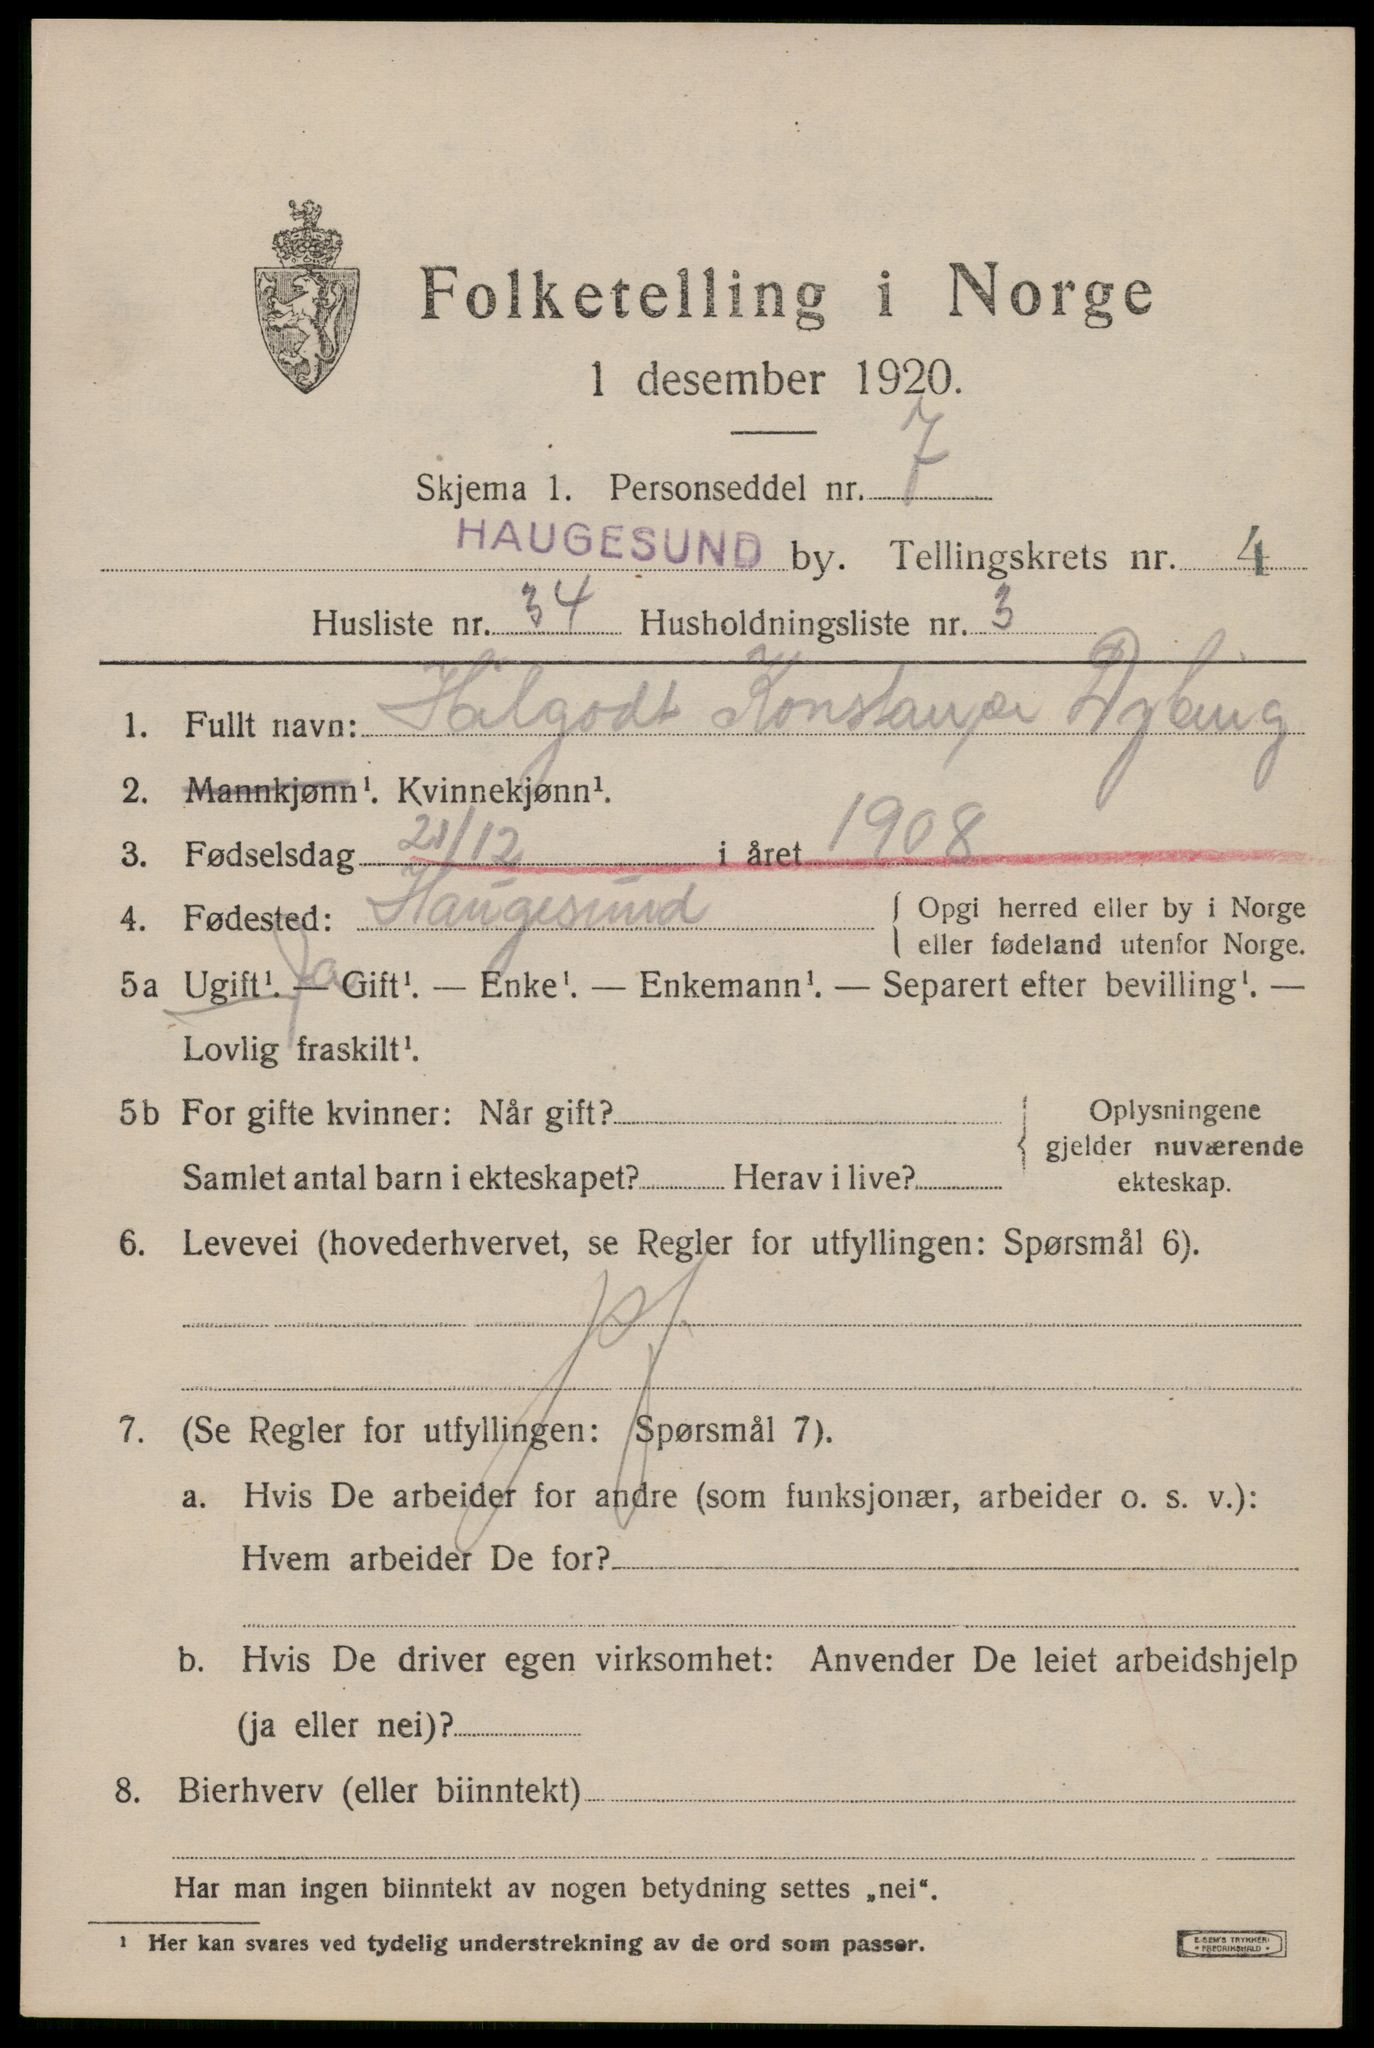 Folketelling i Norge
1 desember 1920.
Skjema 1. Personseddel nr. 7
HAUGESUND by. Tellingskrets nr. 4
Husliste nr. 34 Husholdningsliste nr. 3
1. Fullt navn: Hilgodt Konstanse Dybing
2. Mannkjønn¹. Kvinnekjønn¹.
3. Fødselsdag 21/12 i året 1908
4. Fødested: Haugesund { Opgi herred eller by i Norge
eller fødeland utenfor Norge.
Ja
5a Ugift¹. — Gift¹. — Enke¹. — Enkemann¹. — Separert efter bevilling¹. —
Lovlig fraskilt¹.
5b For gifte kvinner: Når gift? { Oplysningene
gjelder nuværende
Samlet antal barn i ekteskapet? Herav i live? ekteskap.
6. Levevei (hovederhvervet, se Regler for utfyllingen: Spørsmål 6).
7. (Se Regler for utfyllingen: Spørsmål 7).
a. Hvis De arbeider for andre (som funksjonær, arbeider o. s. v.):
Hvem arbeider De for?
b. Hvis De driver egen virksomhet: Anvender De leiet arbeidshjelp
(ja eller nei)?
8. Bierhverv (eller biinntekt)
Har man ingen biinntekt av nogen betydning settes „nei“.
¹ Her kan svares ved tydelig understrekning av de ord som passer.
E. SEM'S TRYKKERI
* FREDRIKSHALD *